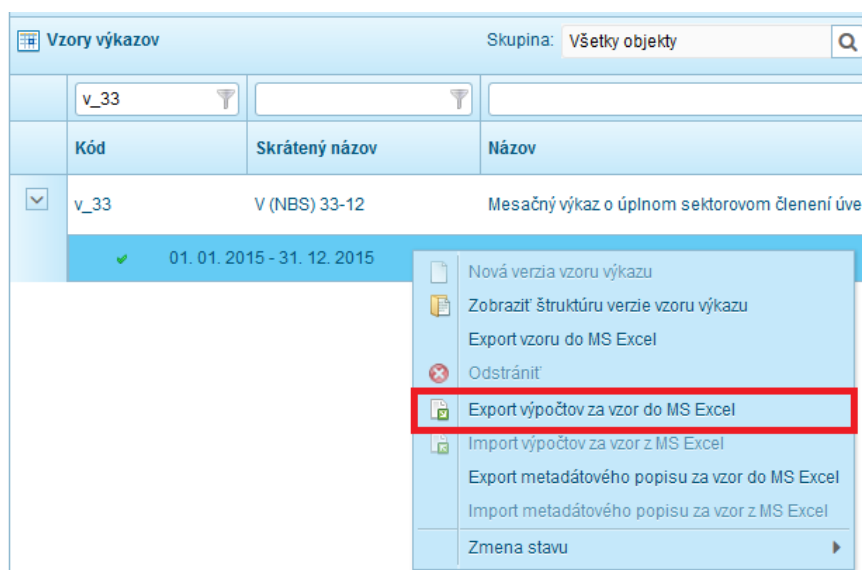 Vzory výkazov Skupina: Všetky objekty
v_33
Kód Skrátený názov Názov
v_33 V (NBS) 33-12 Mesačný výkaz o úplnom sektorovom členení úve
01. 01. 2015 - 31. 12. 2015
Nová verzia vzoru výkazu
Zobraziť štruktúru verzie vzoru výkazu
Export vzoru do MS Excel
Odstrániť
Export výpočtov za vzor do MS Excel
Import výpočtov za vzor z MS Excel
Export metadátového popisu za vzor do MS Excel
Import metadátového popisu za vzor z MS Excel
Zmena stavu